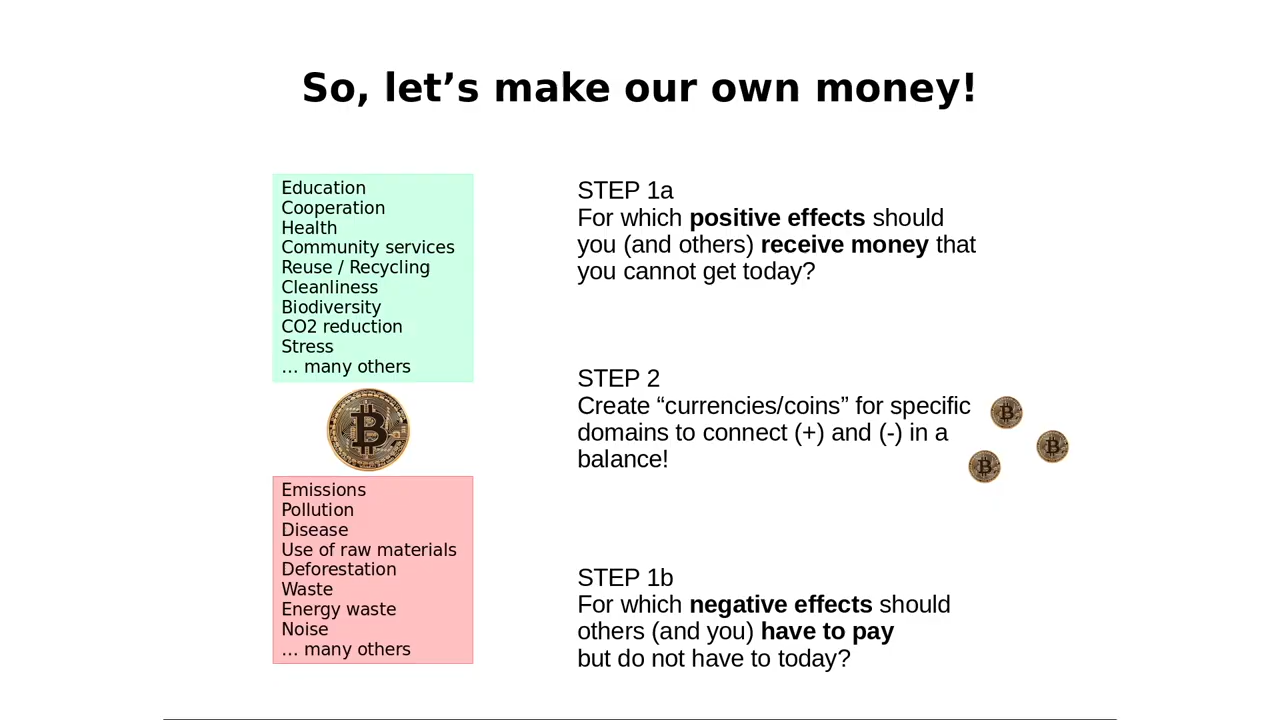 So, let’s make our own money!
Education
Cooperation
Health
Community services
Reuse / Recycling
Cleanliness
Biodiversity
CO2 reduction
Stress
… many others
Emissions
Pollution
Disease
Use of raw materials
Deforestation
Waste
Energy waste
Noise
… many others
STEP 1a
For which positive effects should
you (and others) receive money that
you cannot get today?
STEP 2
Create “currencies/coins” for specific
domains to connect (+) and (-) in a
balance!
STEP 1b
For which negative effects should
others (and you) have to pay
but do not have to today?